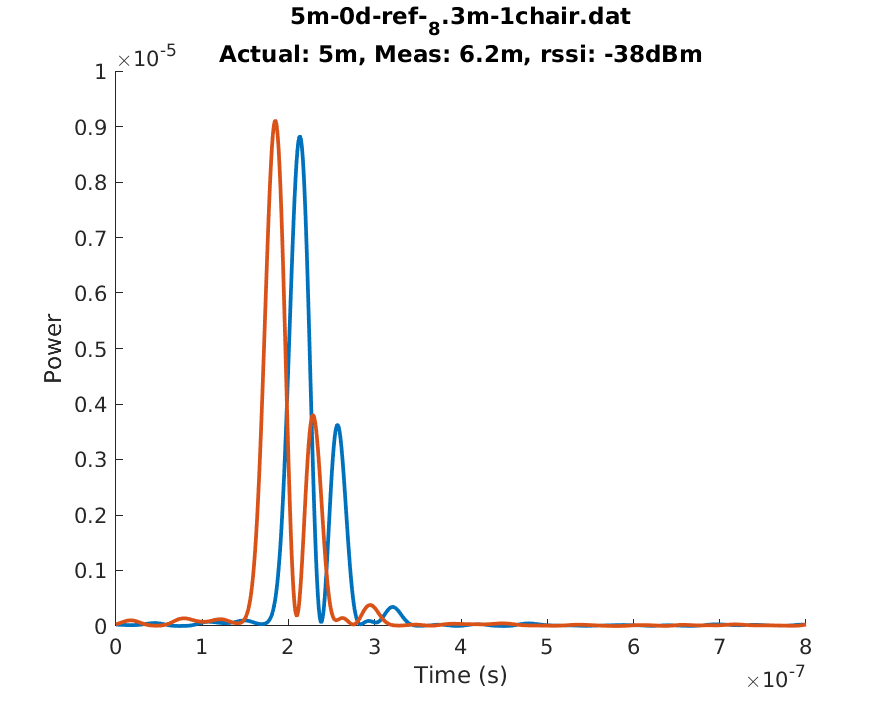 5m-0d-ref-₈.3m-1chair.dat
Actual: 5m, Meas: 6.2m, rssi: -38dBm
×10⁻⁵
1
0.9
0.8
0.7
0.6
0.5
0.4
0.3
0.2
0.1
0
Power
0 1 2 3 4 5 6 7 8
Time (s)
×10⁻⁷